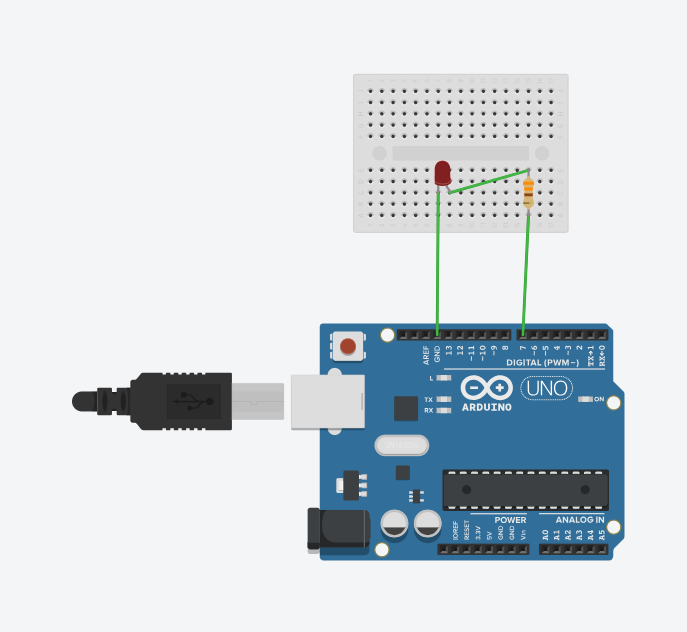 AREF
GND
13
12
~11
~10
~9
8
7
~6
~5
4
~3
2
TX→1
RX←0
DIGITAL (PWM~)
L
TX
RX
ARDUINO
UNO
ON
POWER
ANALOG IN
IOREF
RESET
3.3V
5V
GND
GND
Vin
A0
A1
A2
A3
A4
A5